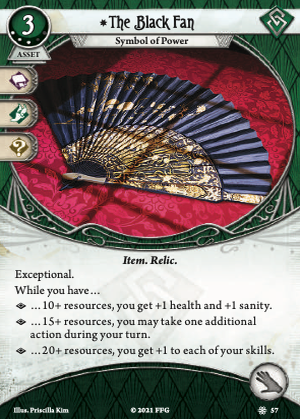 3
*The Black Fan
Symbol of Power
ASSET
Item. Relic.
Exceptional.
While you have…
…10+ resources, you get +1 health and +1 sanity.
…15+ resources, you may take one additional
action during your turn.
…20+ resources, you get +1 to each of your skills.
Illus. Priscilla Kim
© 2021 FFG
57